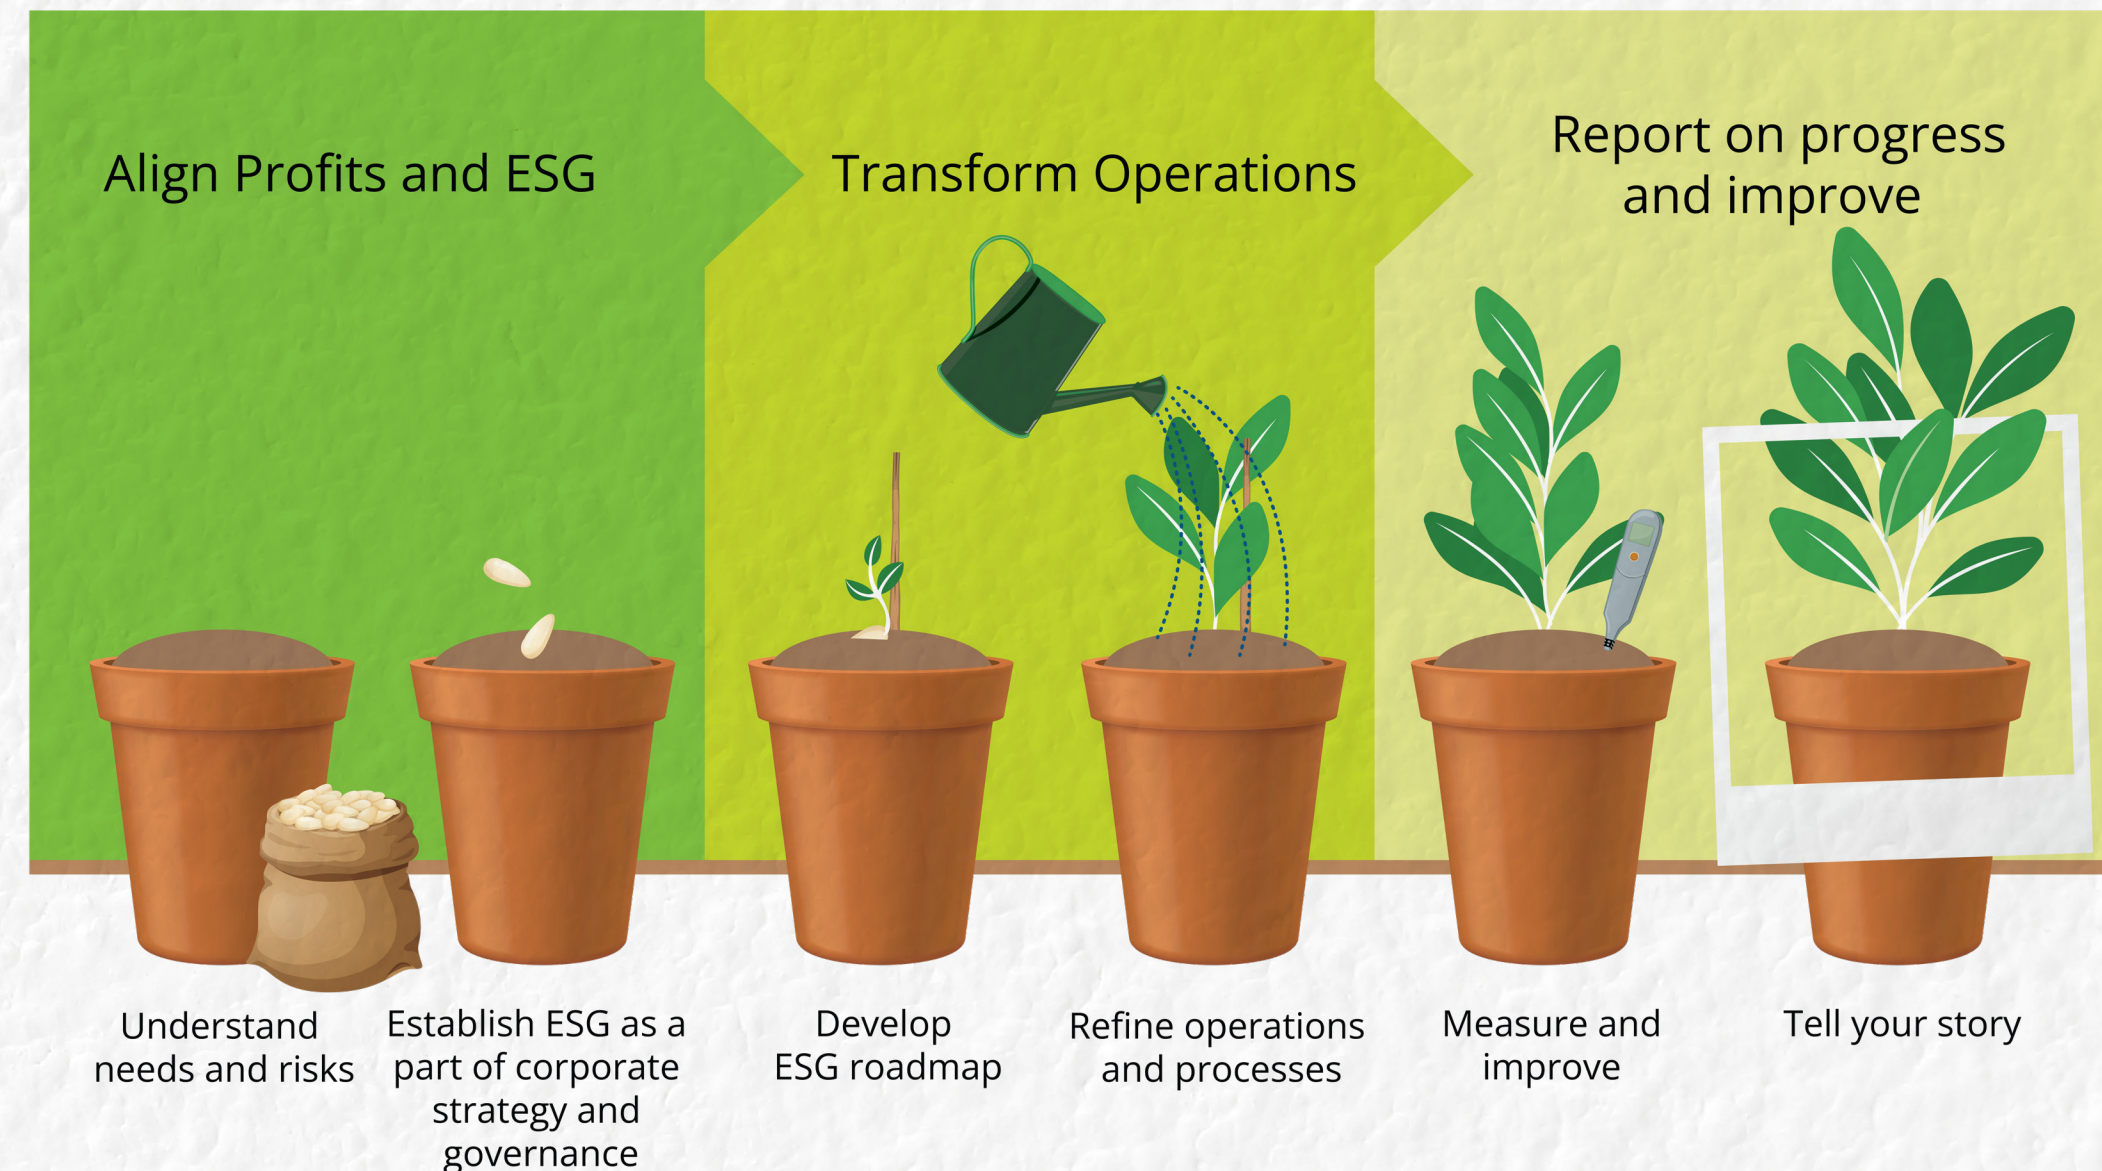 Align Profits and ESG
Transform Operations
Report on progress
and improve
Understand
needs and risks
Establish ESG as a
part of corporate
strategy and
governance
Develop
ESG roadmap
Refine operations
and processes
Measure and
improve
Tell your story